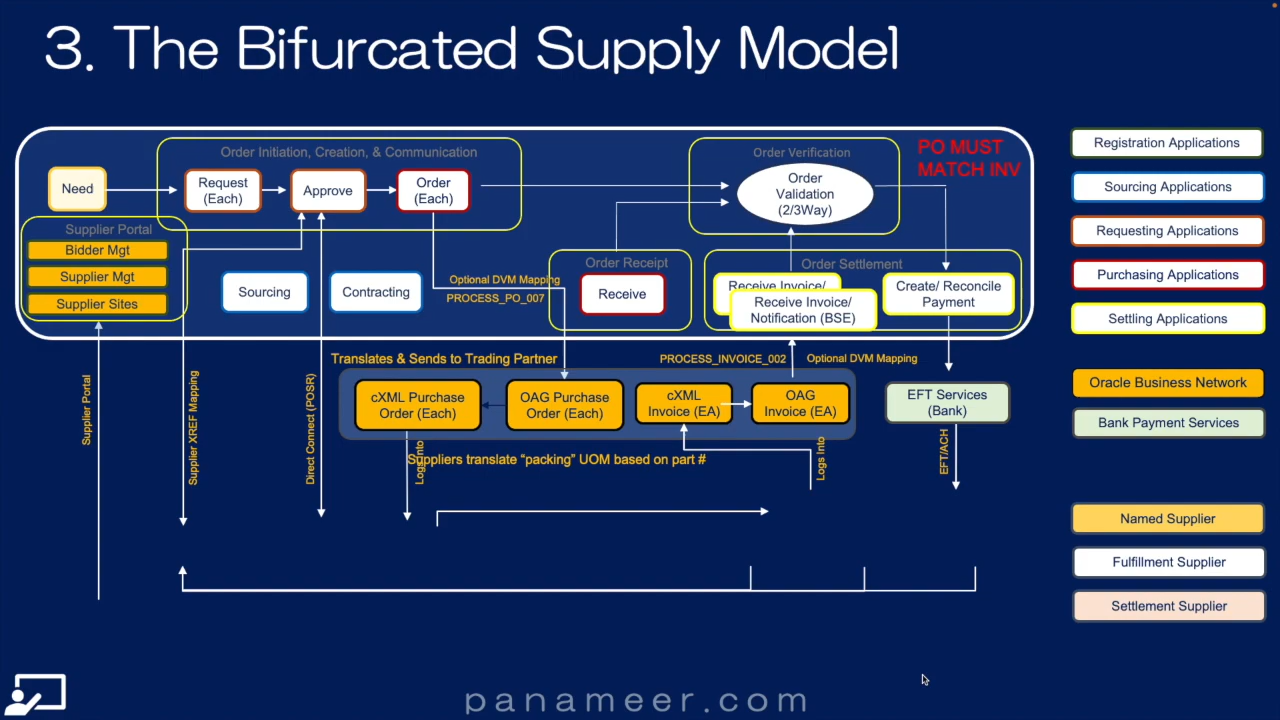 3. The Bifurcated Supply Model
Order Initiation, Creation, & Communication
Need
Request
(Each)
Approve
Order
(Each)
Order Verification
Order
Validation
(2/3Way)
PO MUST
MATCH INV
Supplier Portal
Bidder Mgt
Supplier Mgt
Supplier Sites
Sourcing
Contracting
Optional DVM Mapping
PROCESS_PO_007
Order Receipt
Receive
Order Settlement
Receive Invoice/
Receive Invoice/
Notification (BSE)
Create/ Reconcile
Payment
Translates & Sends to Trading Partner
PROCESS_INVOICE_002
Optional DVM Mapping
cXML Purchase
Order (Each)
OAG Purchase
Order (Each)
cXML
Invoice (EA)
OAG
Invoice (EA)
EFT Services
(Bank)
Supplier Portal
Supplier XREF Mapping
Direct Connect (POSR)
Logs Into
Suppliers translate “packing” UOM based on part #
Logs Into
EFT/ACH
Registration Applications
Sourcing Applications
Requesting Applications
Purchasing Applications
Settling Applications
Oracle Business Network
Bank Payment Services
Named Supplier
Fulfillment Supplier
Settlement Supplier
panameer.com